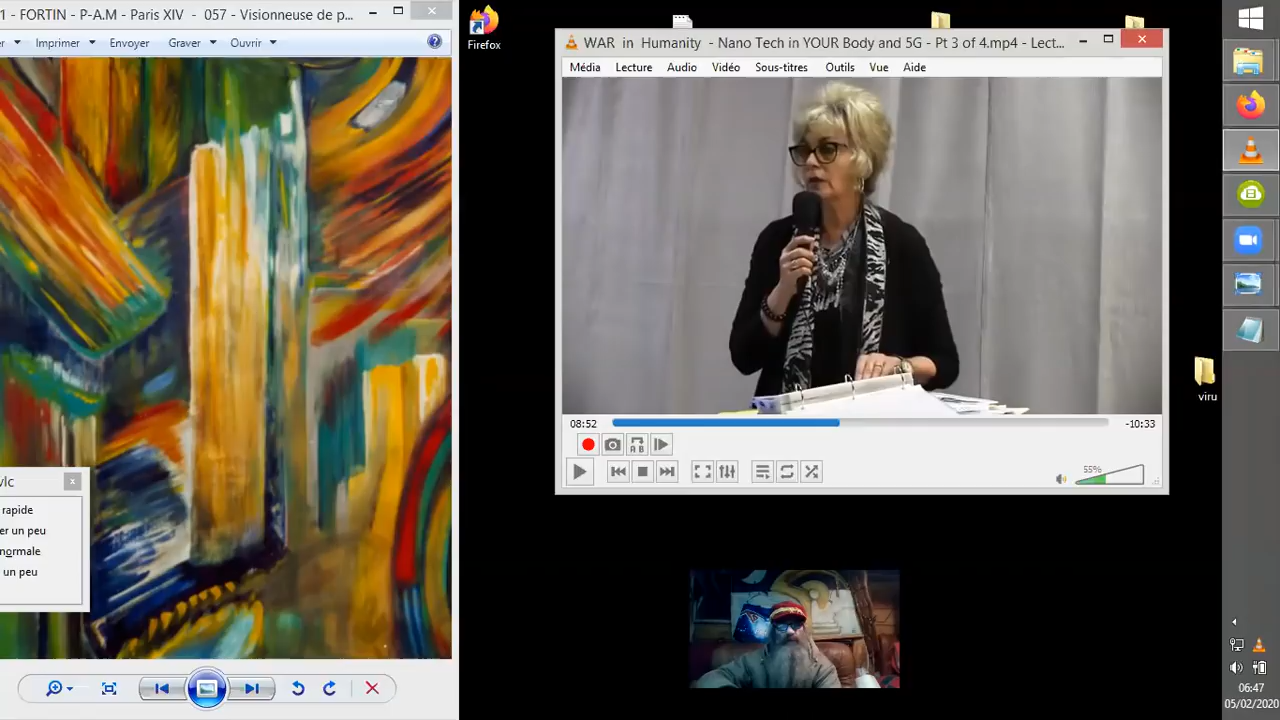 1 - FORTIN - P-A.M - Paris XIV - 057 - Visionneuse de p...
Imprimer
Envoyer
Grave
Ouvrir
rapide
er un peu
normale
un peu
Firefox
WAR in Humanity - Nano Tech in YOUR Body and 5G - Pt 3 of 4.mp4 - Lect...
Média Lecture Audio Vidéo Sous-titres Outils Vue Aide
08:52
-10:33
A B
55%
viru
06:47
05/02/2020